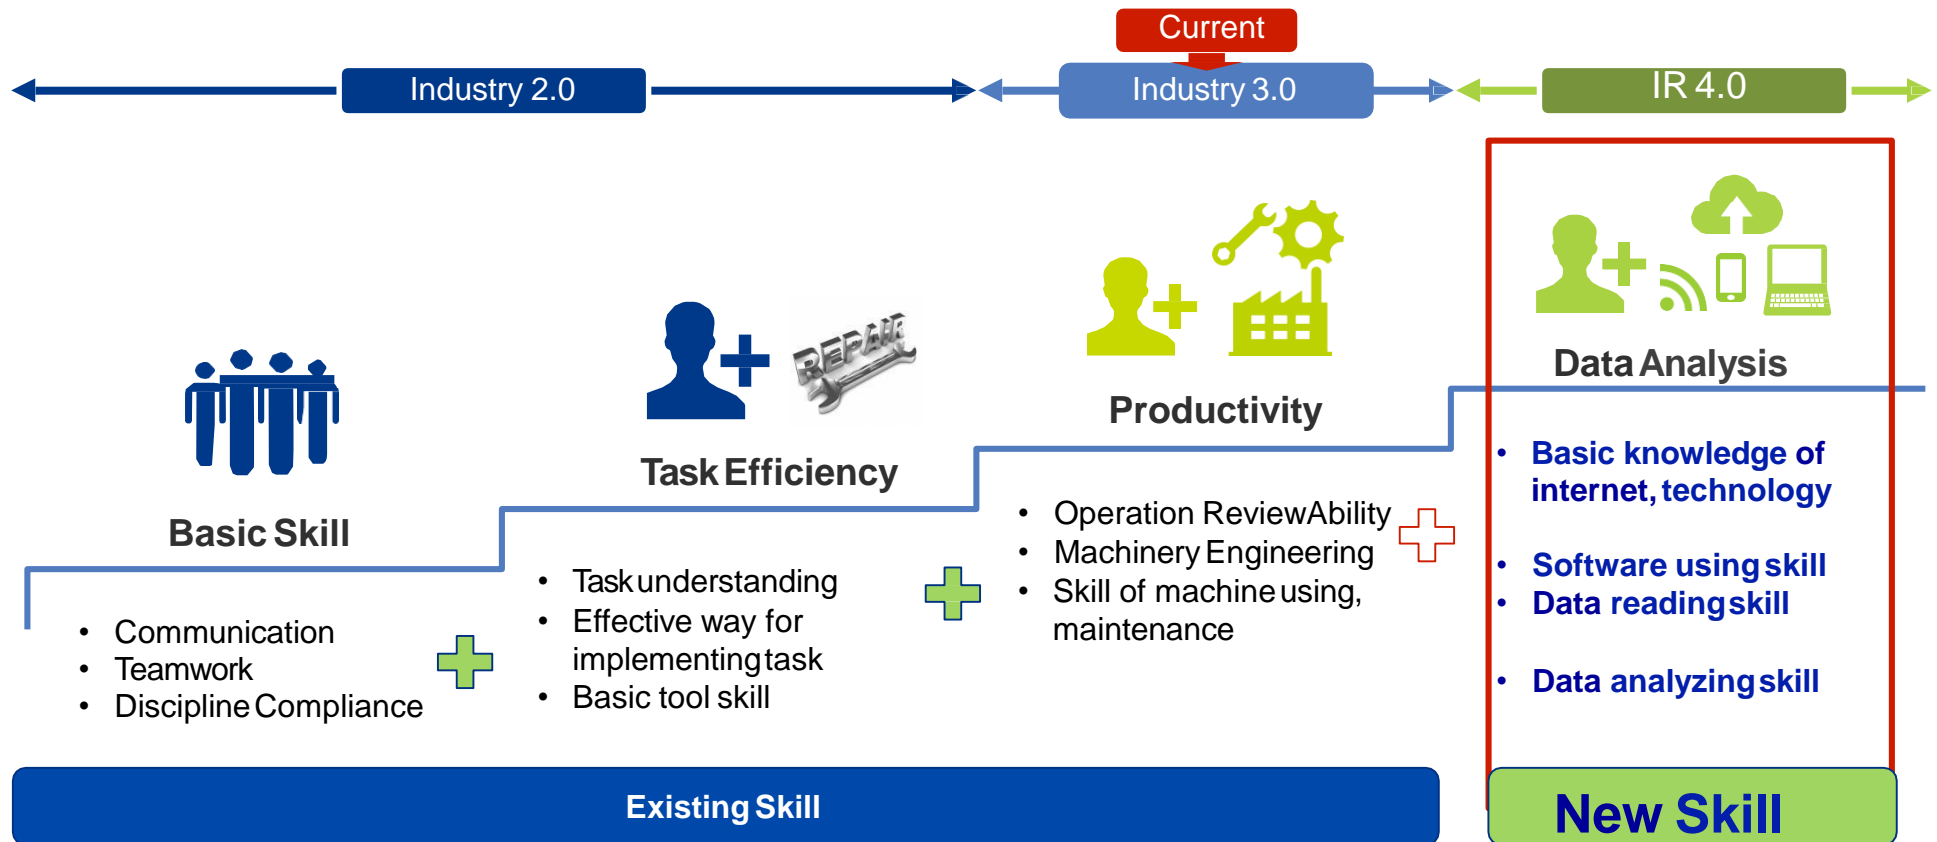 Current
Industry 2.0
Industry 3.0
IR 4.0
REPAIR
Data Analysis
Productivity
Task Efficiency
Basic Skill
• Basic knowledge of
internet, technology
• Software using skill
• Data reading skill
• Data analyzing skill
• Operation Review Ability
• Machinery Engineering
• Skill of machine using,
maintenance
• Task understanding
• Effective way for
implementing task
• Basic tool skill
• Communication
• Teamwork
• Discipline Compliance
Existing Skill
New Skill